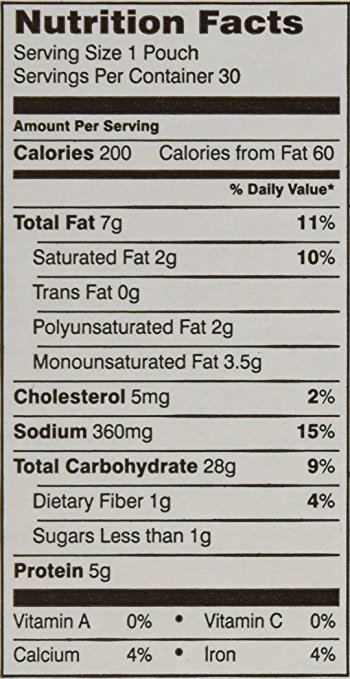 Nutrition Facts
Serving Size 1 Pouch
Servings Per Container 30
Amount Per Serving
Calories 200 Calories from Fat 60
% Daily Value*
Total Fat 7g 11%
Saturated Fat 2g 10%
Trans Fat 0g
Polyunsaturated Fat 2g
Monounsaturated Fat 3.5g
Cholesterol 5mg 2%
Sodium 360mg 15%
Total Carbohydrate 28g 9%
Dietary Fiber 1g 4%
Sugars Less than 1g
Protein 5g
Vitamin A 0% • Vitamin C 0%
Calcium 4% • Iron 4%